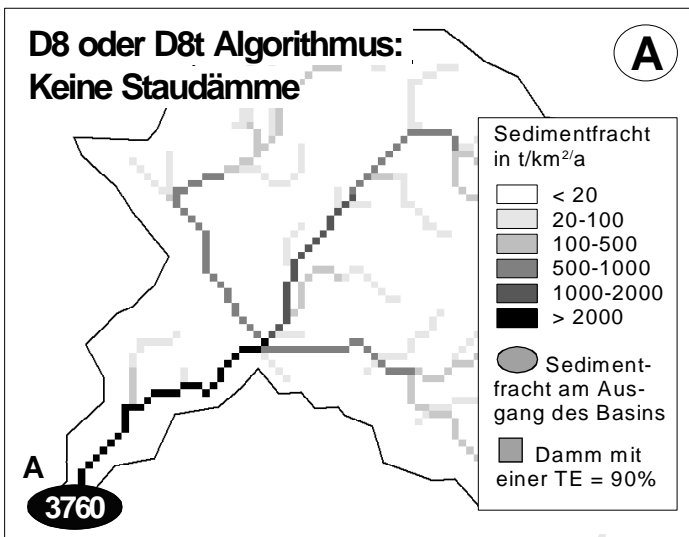 D8 oder D8t Algorithmus:
Keine Staudämme
A
Sedimentfracht
in t/km²/a
< 20
20-100
100-500
500-1000
1000-2000
> 2000
Sediment-
fracht am Aus-
gang des Basins
Damm mit
einer TE = 90%
A
3760